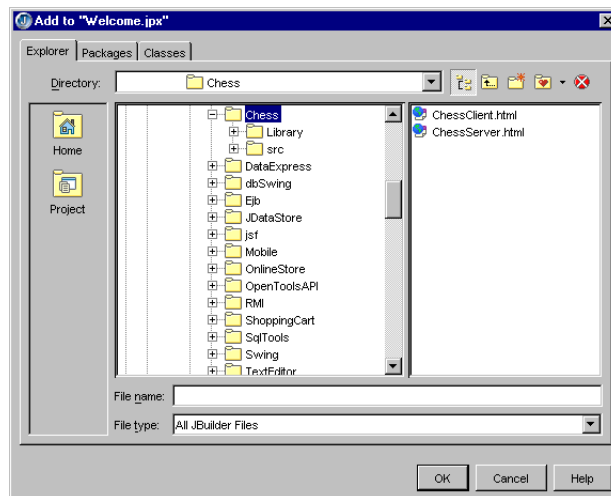 Add to "Welcome.jpx"
Explorer Packages Classes
Directory: Chess
Home
Project
Chess
Library
src
DataExpress
dbSwing
Ejb
JDataStore
jsf
Mobile
OnlineStore
OpenToolsAPI
RMI
ShoppingCart
SqlTools
Swing
TextEditor
ChessClient.html
ChessServer.html
File name:
File type: All JBuilder Files
OK Cancel Help